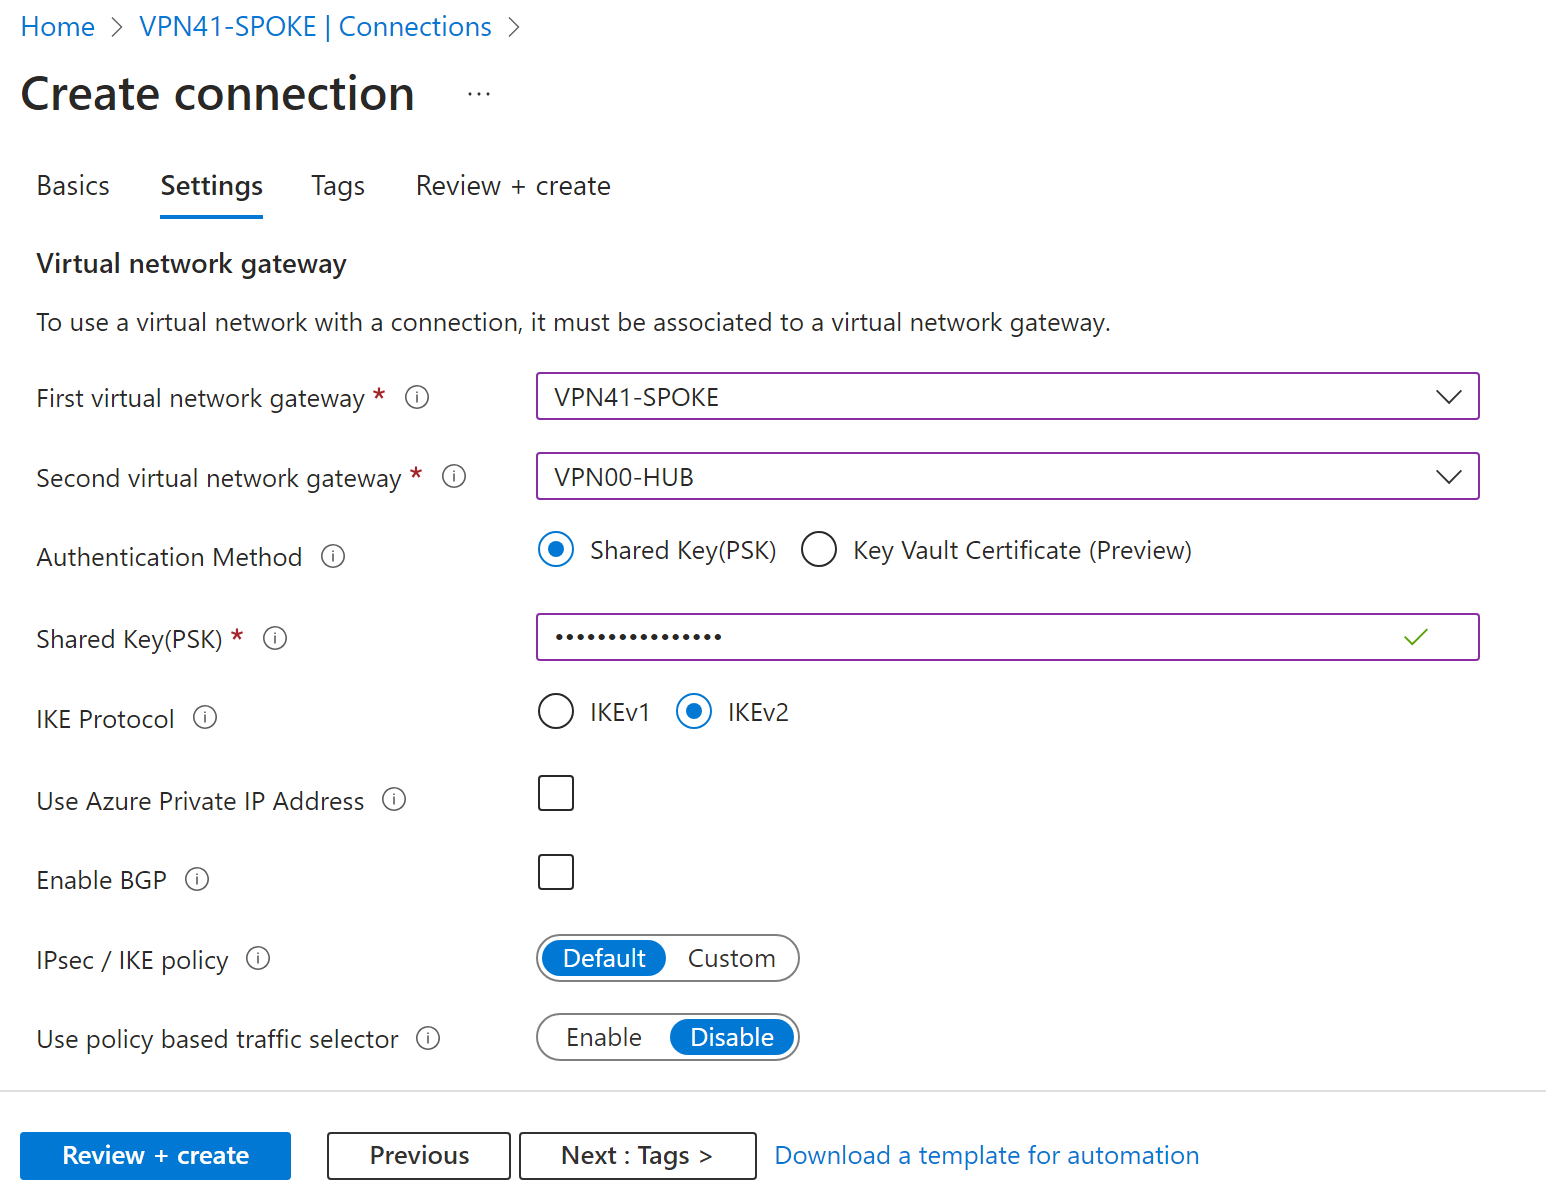 Home > VPN41-SPOKE | Connections >
Create connection ...
Basics Settings Tags Review + create
Virtual network gateway
To use a virtual network with a connection, it must be associated to a virtual network gateway.
First virtual network gateway * VPN41-SPOKE
Second virtual network gateway * VPN00-HUB
Authentication Method Shared Key(PSK) Key Vault Certificate (Preview)
Shared Key(PSK) * ••••••••••••••••
IKE Protocol IKEv1 IKEv2
Use Azure Private IP Address
Enable BGP
IPsec / IKE policy Default Custom
Use policy based traffic selector Enable Disable
Review + create Previous Next : Tags > Download a template for automation